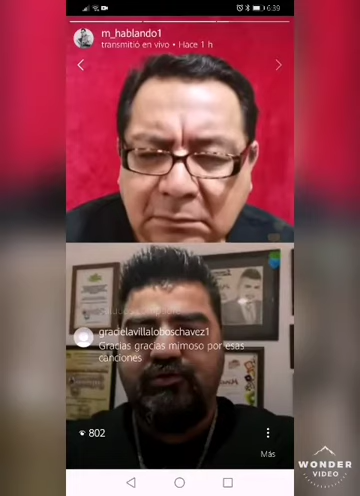 6:39
m_hablando1
transmitió en vivo • Hace 1 h
gracielavillaloboschavez1
Gracias gracias mimoso por esas
canciones
802
Más
WONDER
VIDEO